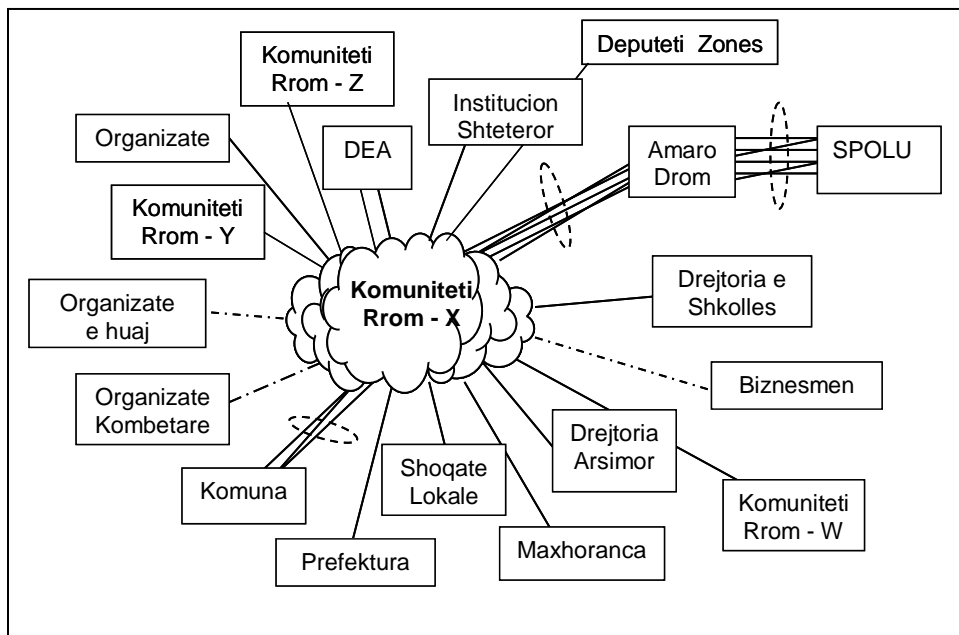 Deputeti Zones
Komuniteti
Rrom - Z
Institucion
Shteteror
Organizate
DEA
Amaro
Drom
SPOLU
Komuniteti
Rrom - Y
Komuniteti
Rrom - X
Drejtoria e
Shkolles
Organizate
e huaj
Biznesmen
Organizate
Kombetare
Drejtoria
Arsimor
Komuna
Shoqate
Lokale
Komuniteti
Rrom - W
Prefektura
Maxhoranca